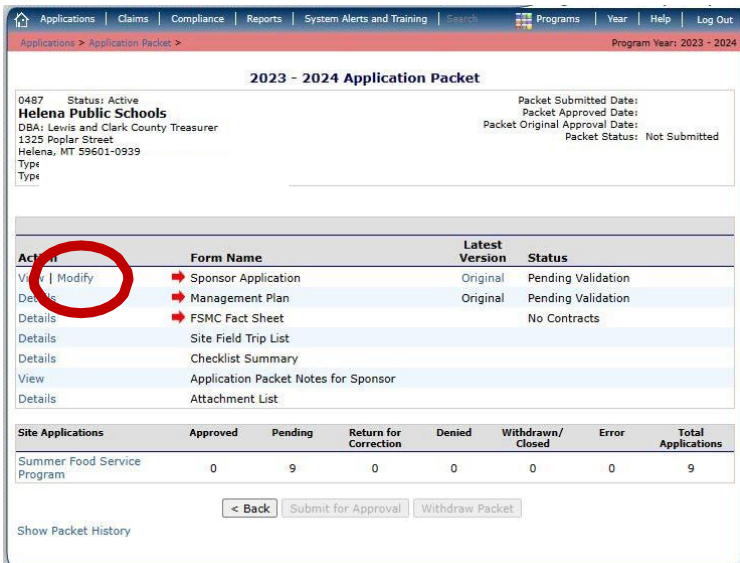 Applications | Claims | Compliance | Reports | System Alerts and Training | Search Programs | Year | Help | Log Out
Applications > Application Packet > Program Year: 2023 - 2024
2023 - 2024 Application Packet
0487 Status: Active Packet Submitted Date:
Helena Public Schools Packet Approved Date:
DBA: Lewis and Clark County Treasurer Packet Original Approval Date:
1325 Poplar Street Packet Status: Not Submitted
Helena, MT 59601-0939
Type
Type
Latest
Action Form Name Version Status
View | Modify Sponsor Application Original Pending Validation
Details Management Plan Original Pending Validation
Details FSMC Fact Sheet No Contracts
Details Site Field Trip List
Details Checklist Summary
View Application Packet Notes for Sponsor
Details Attachment List
Site Applications Approved Pending Return for Correction Denied Withdrawn/ Closed Error Total Applications
Summer Food Service Program 0 9 0 0 0 0 9
< Back Submit for Approval Withdraw Packet
Show Packet History